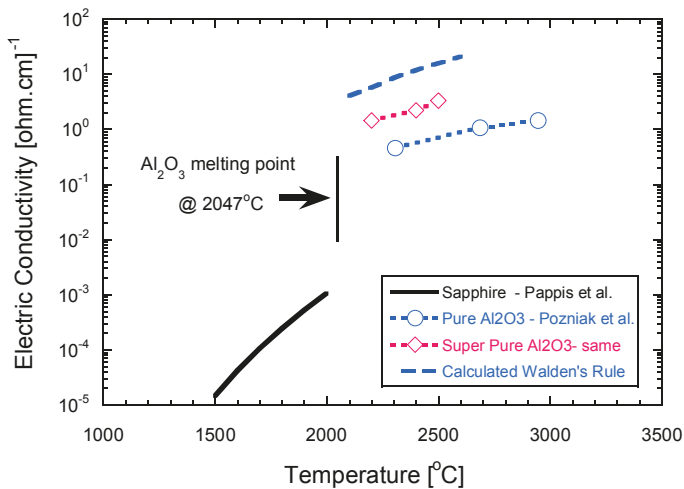 Electric Conductivity [ohm.cm]⁻¹
10²
10¹
10⁰
10⁻¹
10⁻²
10⁻³
10⁻⁴
10⁻⁵
Al₂O₃ melting point
@ 2047°C
Sapphire - Pappis et al.
Pure Al2O3 - Pozniak et al.
Super Pure Al2O3- same
Calculated Walden's Rule
1000 1500 2000 2500 3000 3500
Temperature [°C]